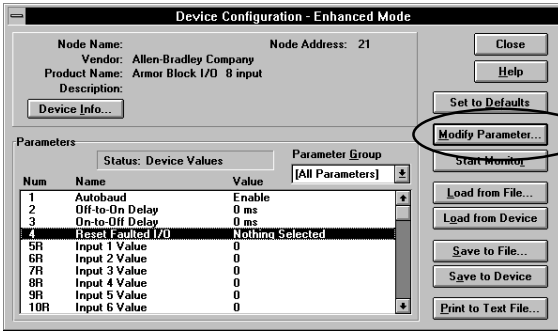 Device Configuration - Enhanced Mode
Node Name: Node Address: 21
Vendor: Allen-Bradley Company
Product Name: Armor Block I/O 8 input
Description:
Device Info...
Close
Help
Set to Defaults
Modify Parameter...
Start Monitor
Load from File...
Load from Device
Save to File...
Save to Device
Print to Text File...
Parameters
Status: Device Values
Parameter Group
[All Parameters]
Num Name Value
1 Autobaud Enable
2 Off-to-On Delay 0 ms
3 On-to-Off Delay 0 ms
4 Reset Faulted I/O Nothing Selected
5R Input 1 Value 0
6R Input 2 Value 0
7R Input 3 Value 0
8R Input 4 Value 0
9R Input 5 Value 0
10R Input 6 Value 0